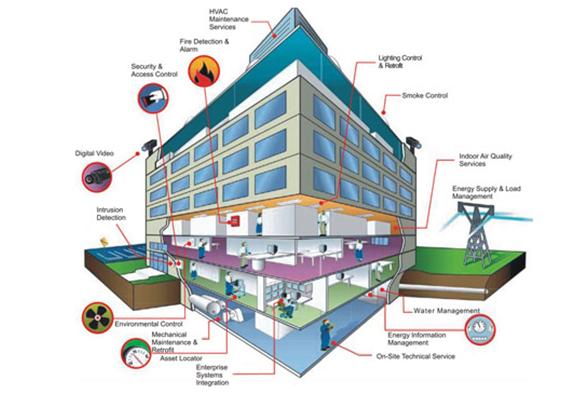 HVAC
Maintenance
Services
Fire Detection &
Alarm
Lighting Control
& Retrofit
Security &
Access Control
Smoke Control
Digital Video
Indoor Air Quality
Services
Energy Supply & Load
Management
Intrusion
Detection
Water Management
Environmental Control
Mechanical
Maintenance &
Retrofit
Asset Locator
Energy Information
Management
On-Site Technical Service
Enterprise
Systems
Integration